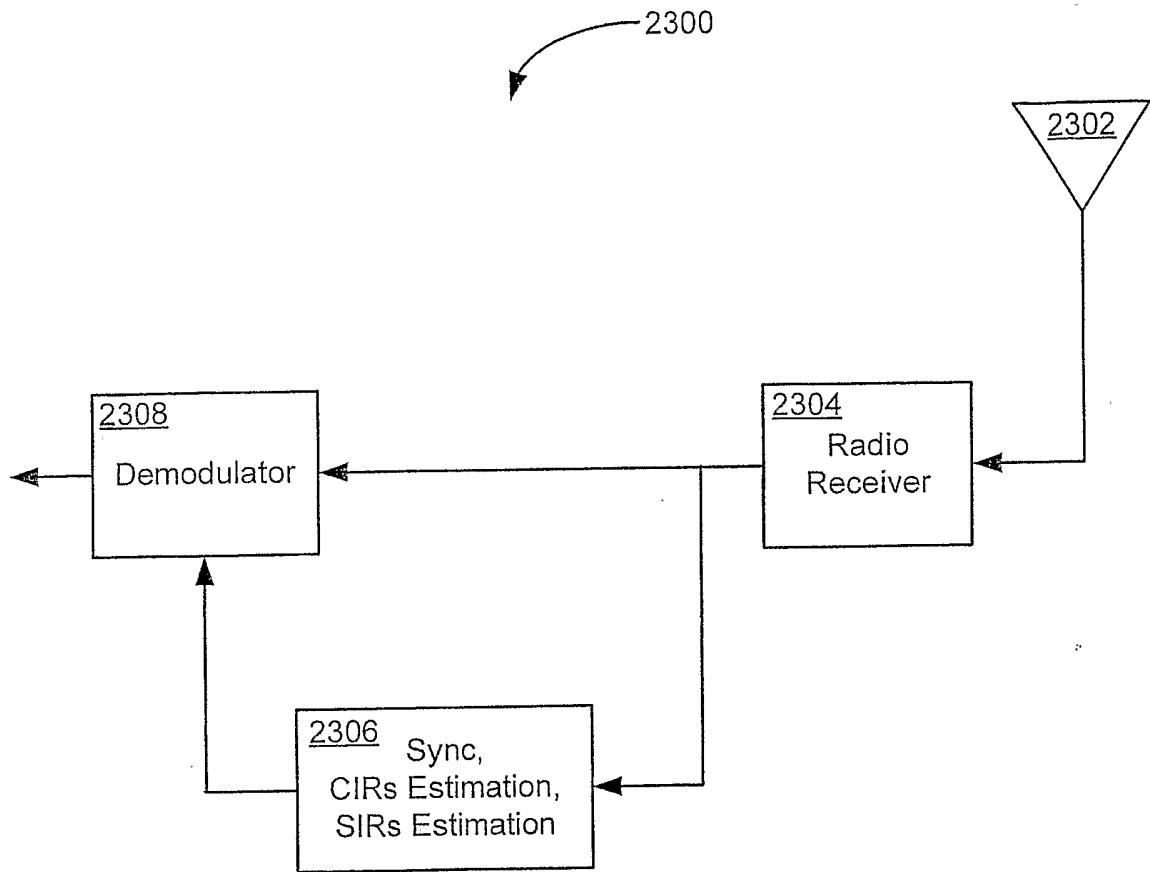 2300
2302
2308
Demodulator
2304
Radio
Receiver
2306
Sync,
CIRs Estimation,
SIRs Estimation